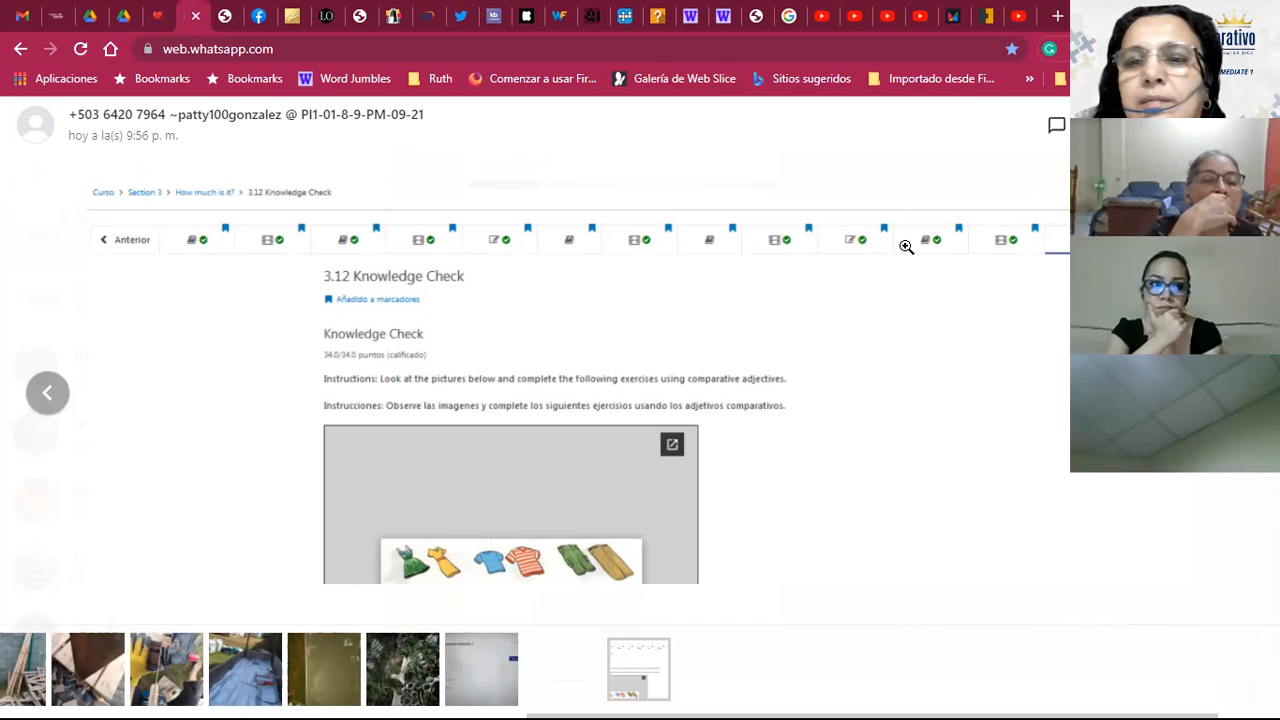 web.whatsapp.com
Aplicaciones
Bookmarks
Bookmarks
Word Jumbles
Ruth
Comenzar a usar Fir...
Galería de Web Slice
Sitios sugeridos
Importado desde Fi...
»
rativo
MEDIATE 1
+503 6420 7964 ~patty100gonzalez @ PI1-01-8-9-PM-09-21
hoy a la(s) 9:56 p. m.
Curso > Section 3 > How much is it? > 3.12 Knowledge Check
Anterior
3.12 Knowledge Check
Añadido a marcadores
Knowledge Check
34.0/34.0 puntos (calificado)
Instructions: Look at the pictures below and complete the following exercises using comparative adjectives.
Instrucciones: Observe las imagenes y complete los siguientes ejercisios usando los adjetivos comparativos.